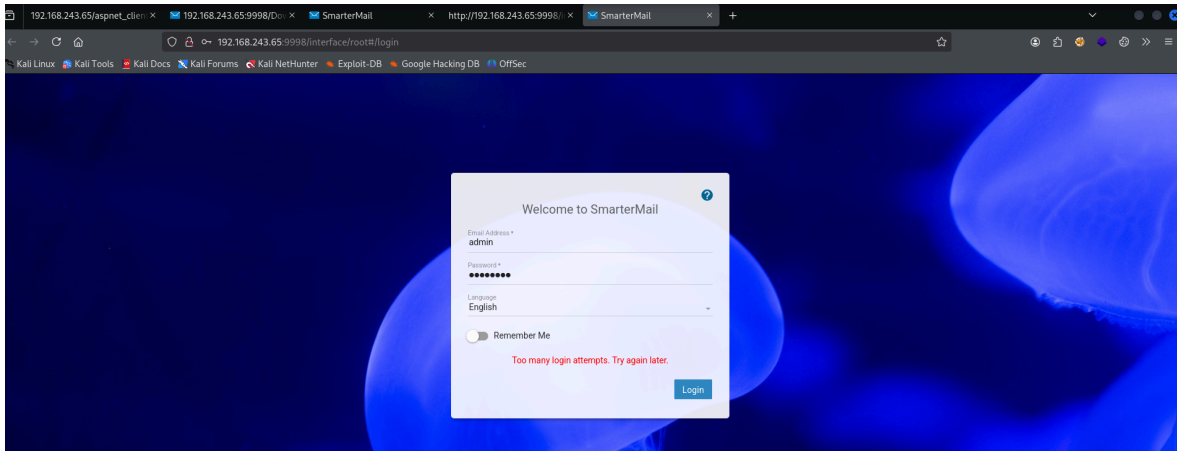 192.168.243.65/aspnet_client 192.168.243.65:9998/Dov SmarterMail http://192.168.243.65:9998/i SmarterMail
192.168.243.65:9998/interface/root#/login
Kali Linux Kali Tools Kali Docs Kali Forums Kali NetHunter Exploit-DB Google Hacking DB OffSec
Welcome to SmarterMail
Email Address *
admin
Password *
Language
English
Remember Me
Too many login attempts. Try again later.
Login